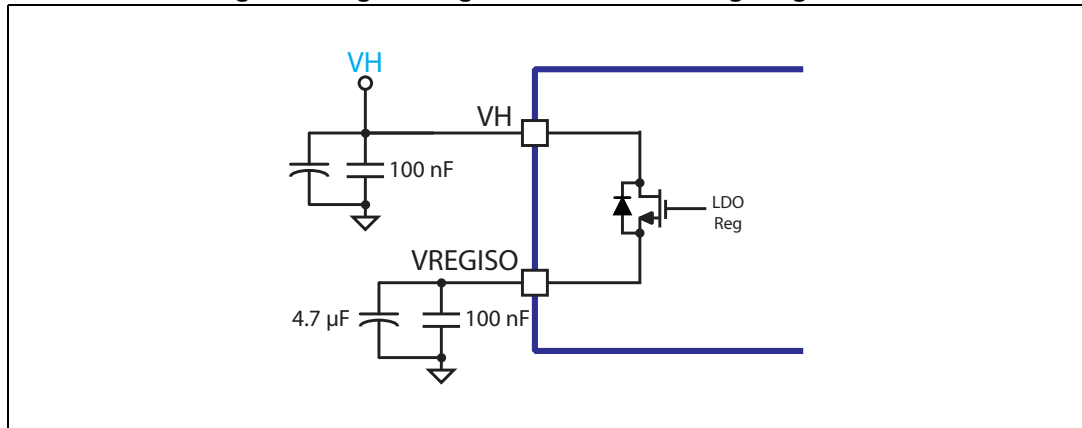 VH
VH
100 nF
LDO
Reg
VREGISO
4.7 µF
100 nF